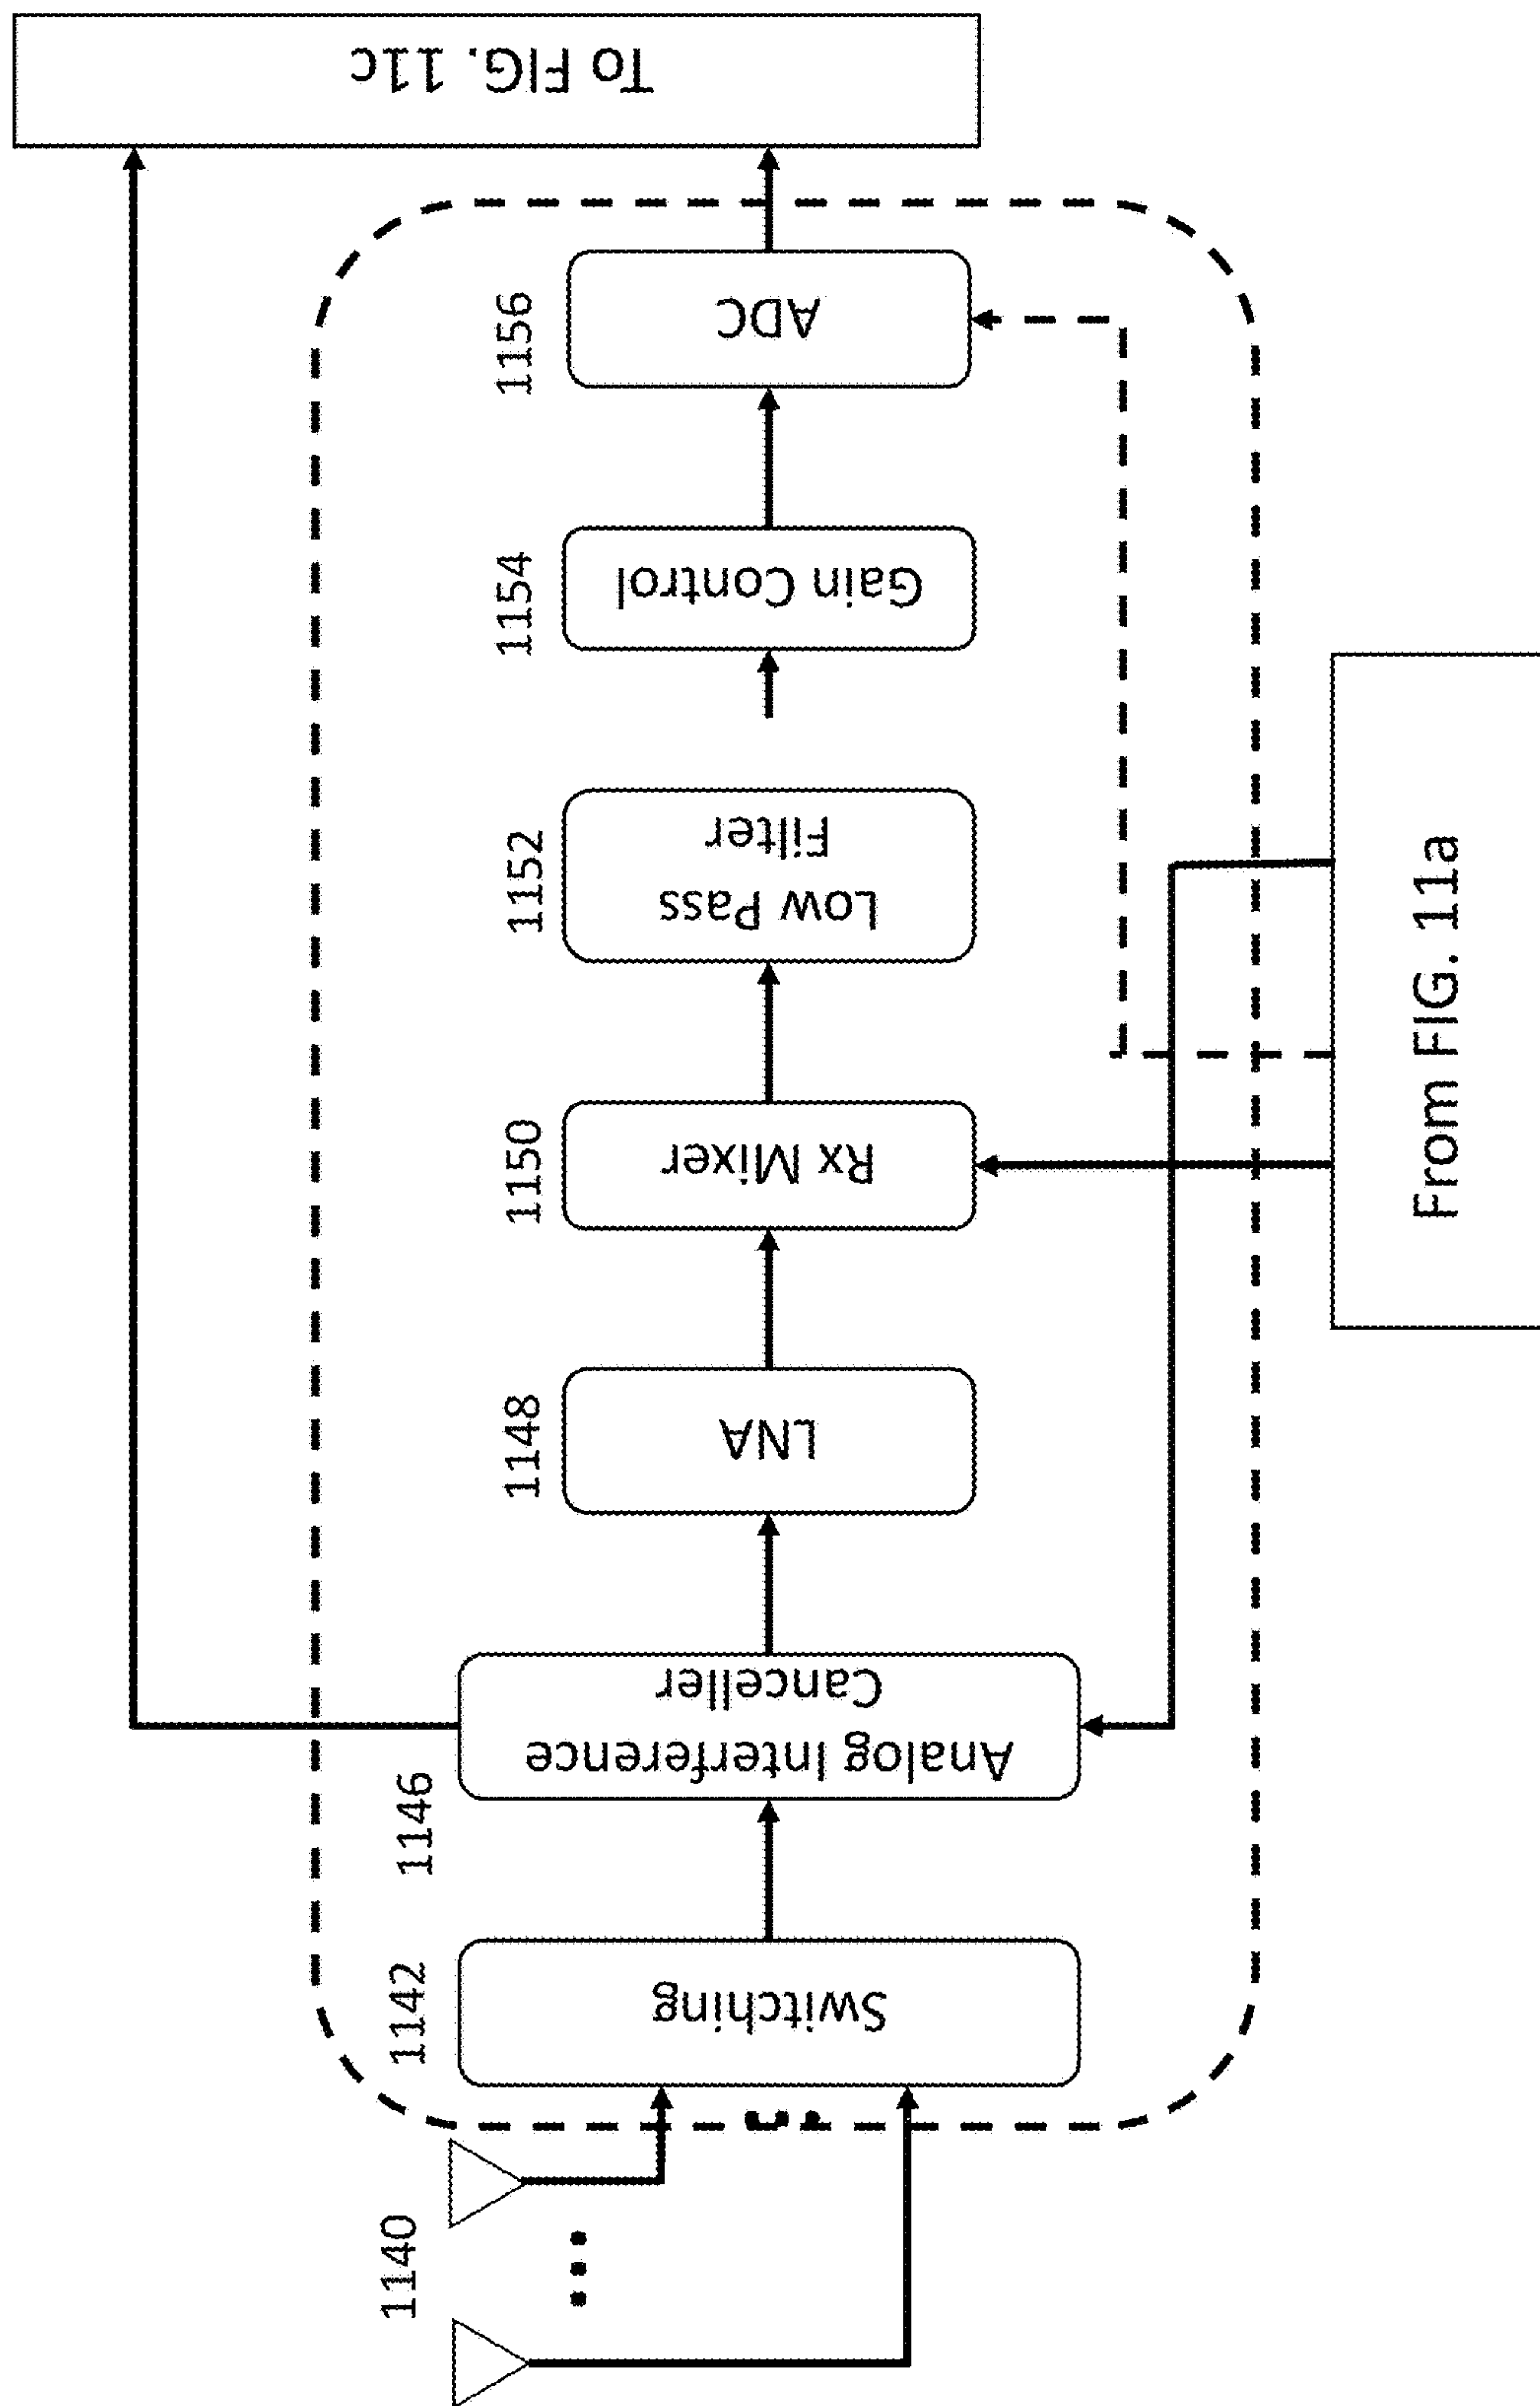 1140
1142
Switching
1146
Analog Interference
Canceller
1148
LNA
1150
Rx Mixer
1152
Low Pass
Filter
1154
Gain Control
1156
ADC
To FIG. 11c
From FIG. 11a